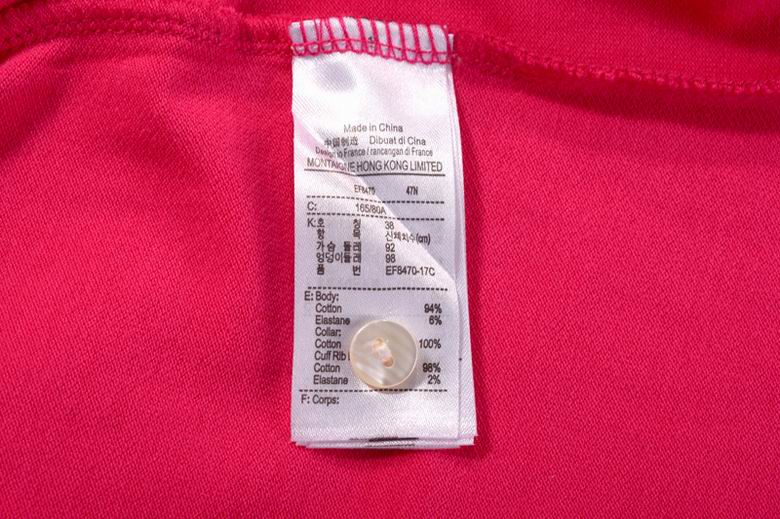 Made in China
中国制造 Dibuat di Cina
Design in France / rancangan di France
MONTAIGNE HONG KONG LIMITED
EF8470 47N
C: 165/80A
K: 호 칭 38
항 목 신체치수(cm)
가슴 둘레 92
엉덩이둘레 98
품 번 EF8470-17C
E: Body:
Cotton 94%
Elastane 6%
Collar:
Cotton 100%
Cuff Rib
Cotton 98%
Elastane 2%
F: Corps: